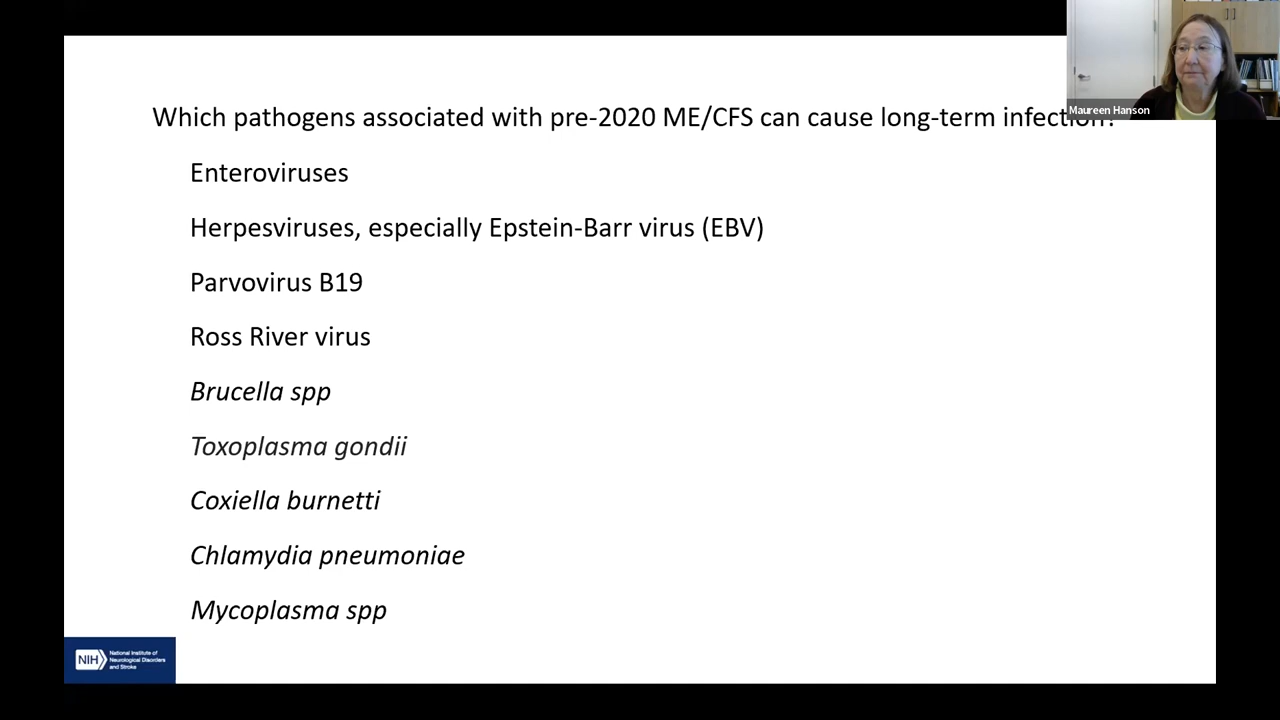 Which pathogens associated with pre-2020 ME/CFS can cause long-term infection?
Maureen Hanson
Enteroviruses
Herpesviruses, especially Epstein-Barr virus (EBV)
Parvovirus B19
Ross River virus
Brucella spp
Toxoplasma gondii
Coxiella burnetti
Chlamydia pneumoniae
Mycoplasma spp
NIH
National Institute of
Neurological Disorders
and Stroke